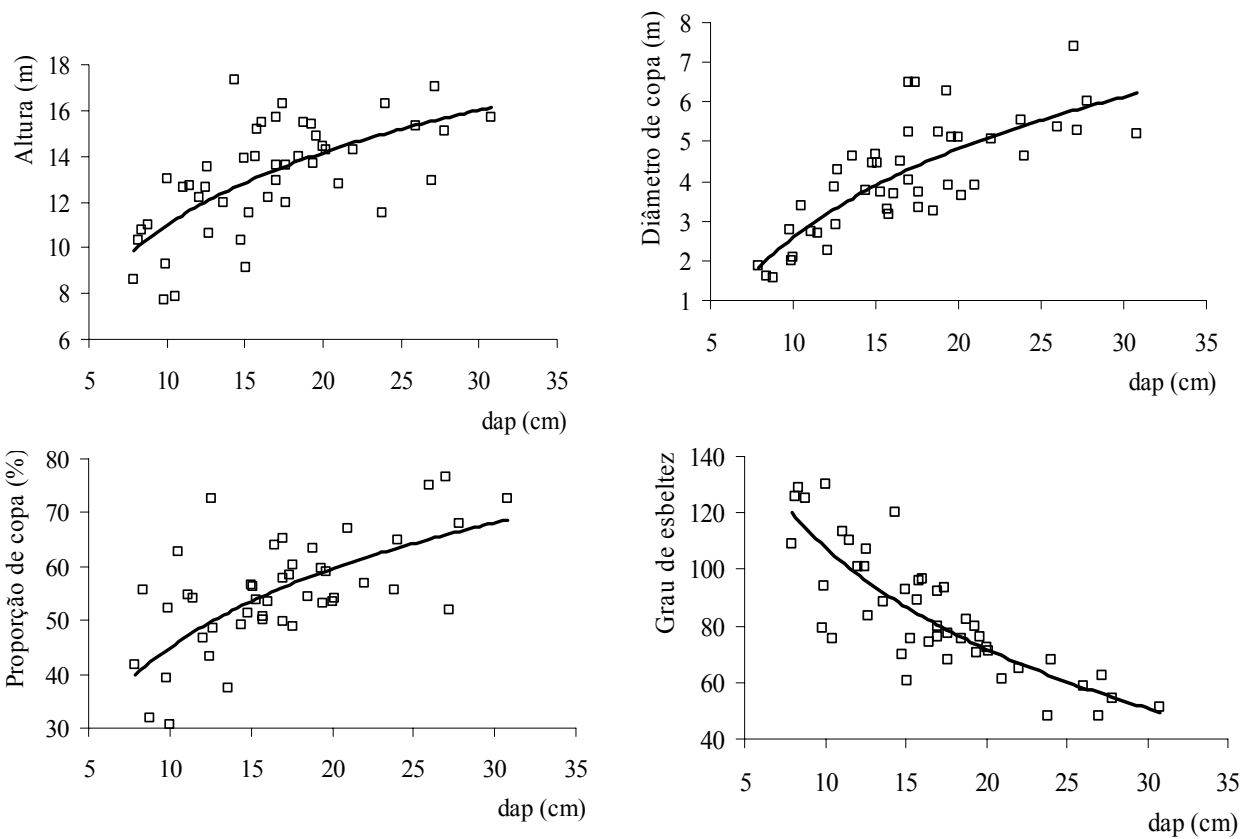 Altura (m)
18
16
14
12
10
8
6
5 10 15 20 25 30 35
dap (cm)
Diâmetro de copa (m)
8
7
6
5
4
3
2
1
5 10 15 20 25 30 35
dap (cm)
Proporção de copa (%)
80
70
60
50
40
30
5 10 15 20 25 30 35
dap (cm)
Grau de esbeltez
140
120
100
80
60
40
5 10 15 20 25 30 35
dap (cm)